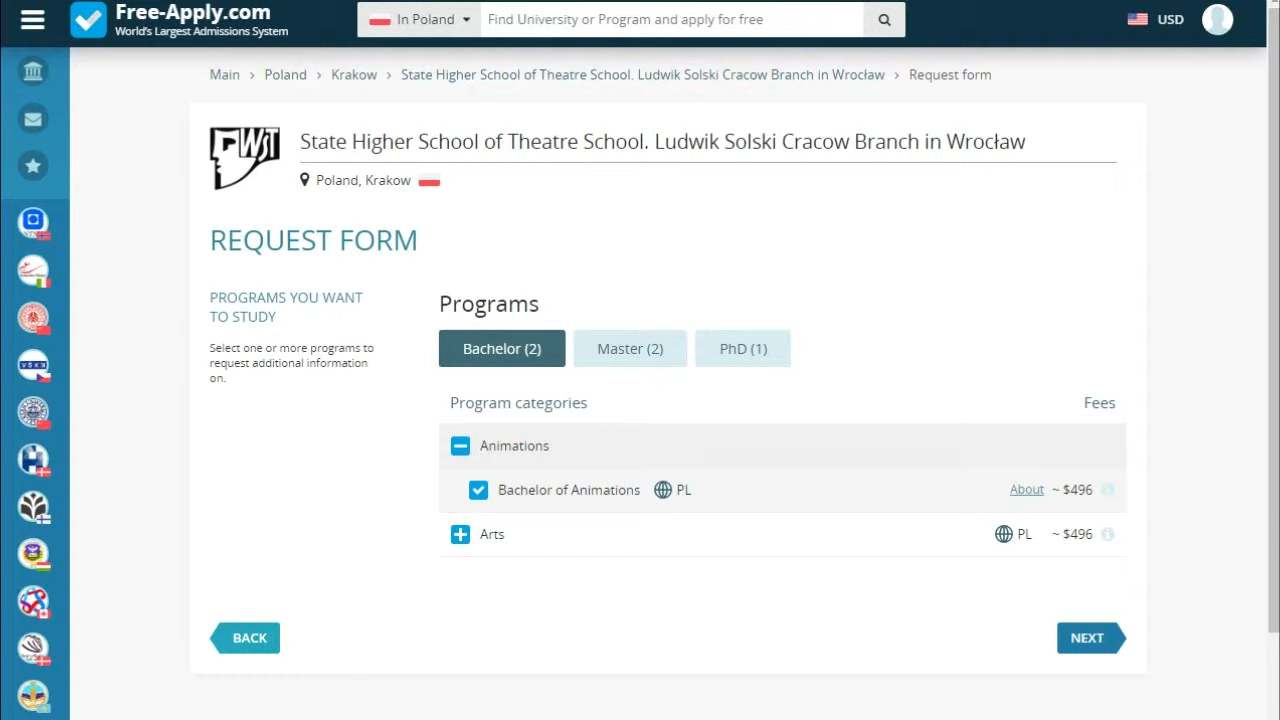 Free-Apply.com
World's Largest Admissions System
In Poland
Find University or Program and apply for free
USD
Main > Poland > Krakow > State Higher School of Theatre School. Ludwik Solski Cracow Branch in Wrocław > Request form
PWST
State Higher School of Theatre School. Ludwik Solski Cracow Branch in Wrocław
Poland, Krakow
REQUEST FORM
PROGRAMS YOU WANT
TO STUDY
Select one or more programs to
request additional information
on.
Programs
Bachelor (2)
Master (2)
PhD (1)
Program categories
Fees
Animations
Bachelor of Animations PL About ~ $496
Arts PL ~ $496
VSKK
BACK
NEXT